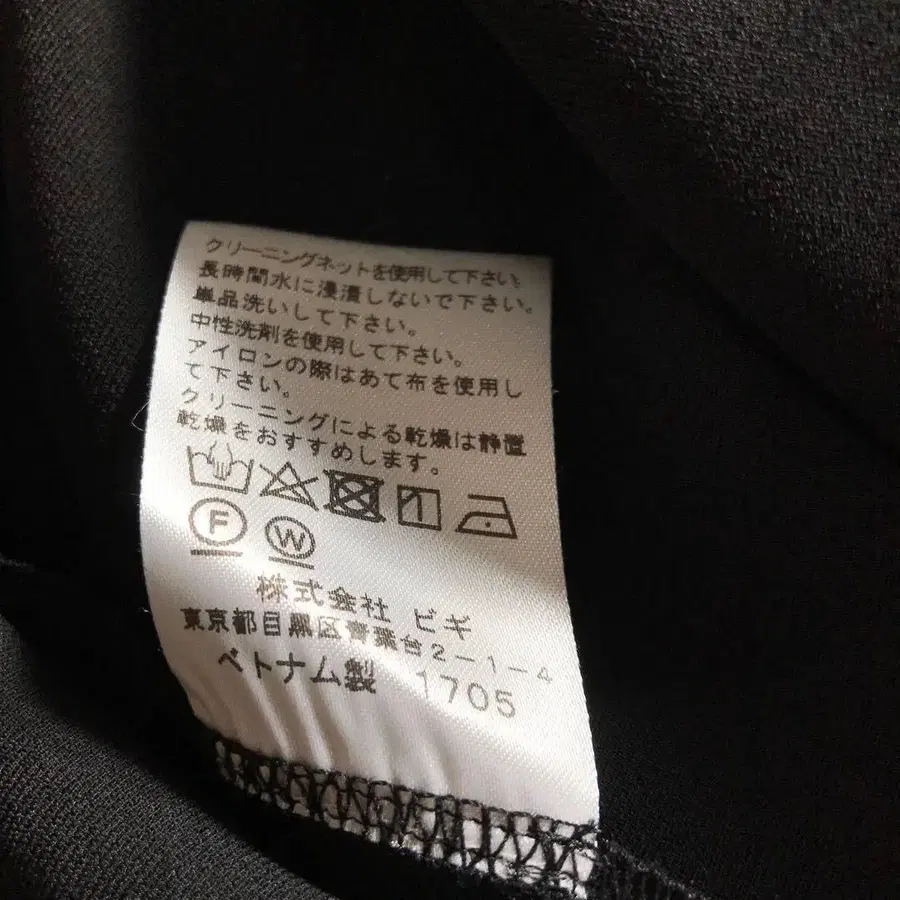 クリーニングネットを使用して下さい。
長時間水に浸漬しないで下さい。
単品洗いして下さい。
中性洗剤を使用して下さい。
アイロンの際はあて布を使用し
て下さい。
クリーニングによる乾燥は静置
乾燥をおすすめします。
F
W
株式会社 ビギ
東京都目黒区青葉台2-1-4
ベトナム製 1705